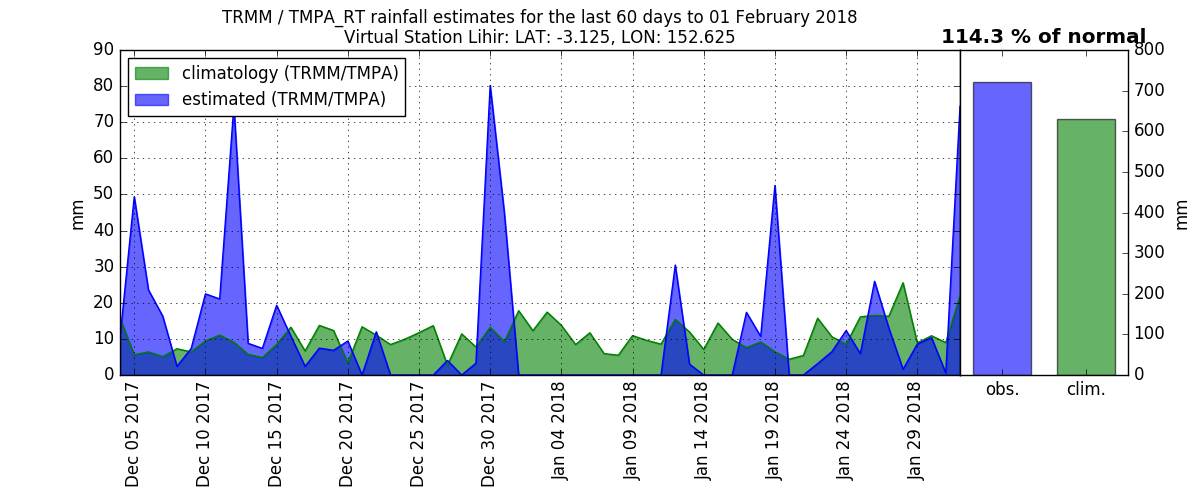 TRMM / TMPA_RT rainfall estimates for the last 60 days to 01 February 2018
Virtual Station Lihir: LAT: -3.125, LON: 152.625
114.3 % of normal
climatology (TRMM/TMPA)
estimated (TRMM/TMPA)
mm
90
80
70
60
50
40
30
20
10
0
Dec 05 2017
Dec 10 2017
Dec 15 2017
Dec 20 2017
Dec 25 2017
Dec 30 2017
Jan 04 2018
Jan 09 2018
Jan 14 2018
Jan 19 2018
Jan 24 2018
Jan 29 2018
obs.
clim.
800
700
600
500
400
300
200
100
0
mm